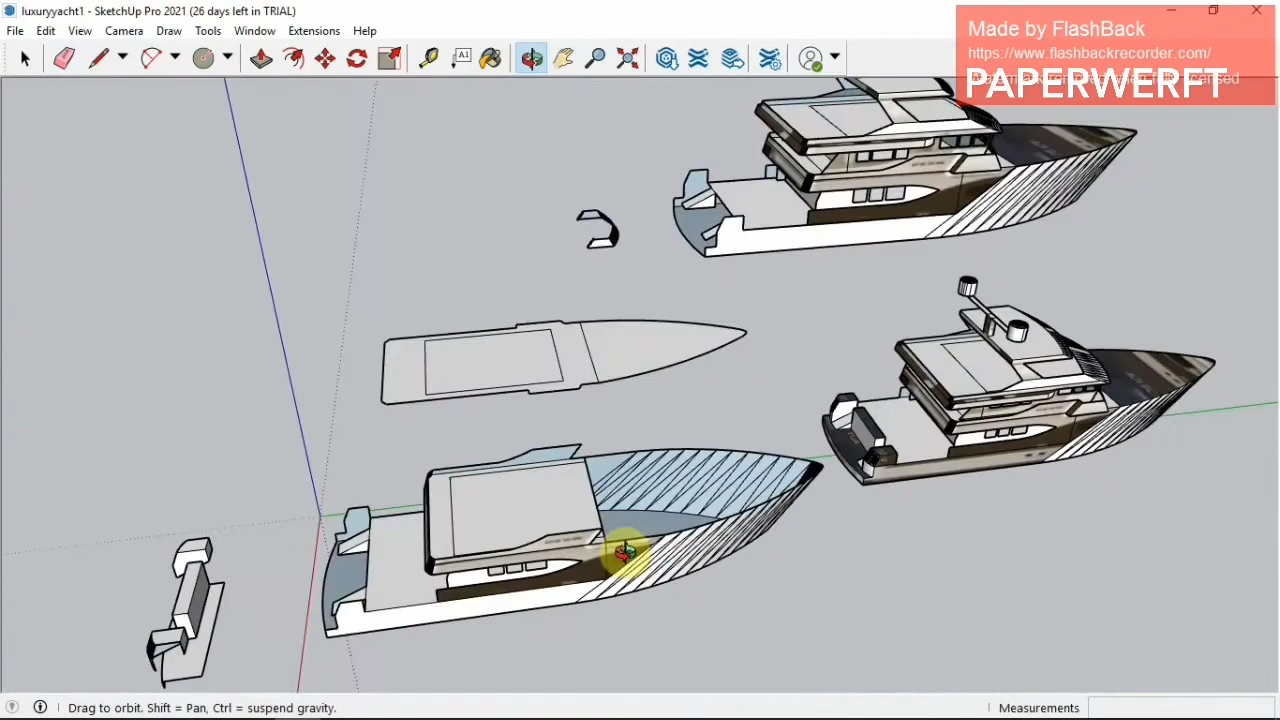 luxuryyacht1 - SketchUp Pro 2021 (26 days left in TRIAL)
File Edit View Camera Draw Tools Window Extensions Help
A1
Made by FlashBack
https://www.flashbackrecorder.com/
PAPERWERFT
Drag to orbit. Shift = Pan, Ctrl = suspend gravity.
Measurements